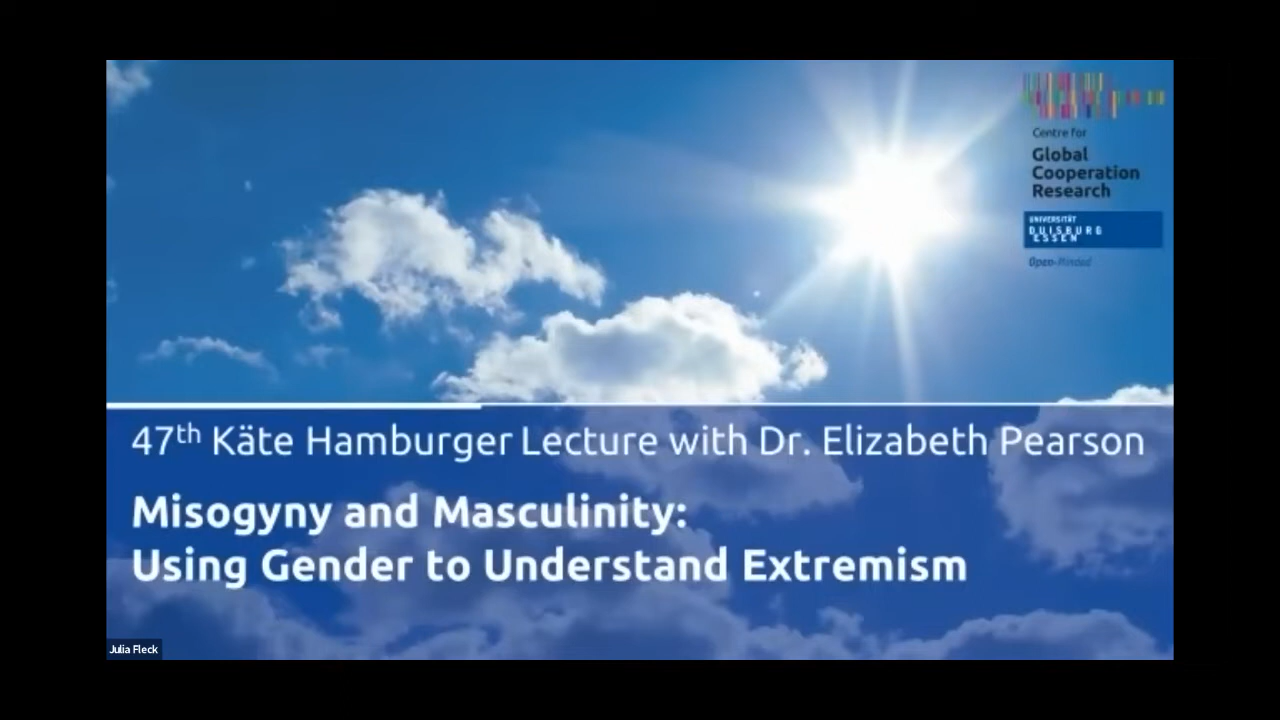 Centre for
Global
Cooperation
Research
UNIVERSITÄT
DUISBURG
ESSEN
Open-Minded
47th Käte Hamburger Lecture with Dr. Elizabeth Pearson
Misogyny and Masculinity:
Using Gender to Understand Extremism
Julia Fleck